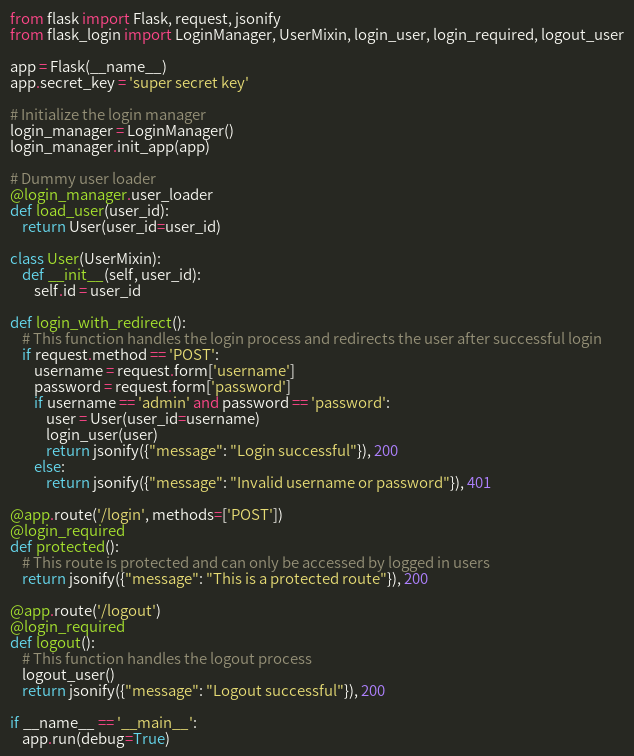 from flask import Flask, request, jsonify
from flask_login import LoginManager, UserMixin, login_user, login_required, logout_user

app = Flask(__name__)
app.secret_key = 'super secret key'

# Initialize the login manager
login_manager = LoginManager()
login_manager.init_app(app)

# Dummy user loader
@login_manager.user_loader
def load_user(user_id):
    return User(user_id=user_id)

class User(UserMixin):
    def __init__(self, user_id):
        self.id = user_id

def login_with_redirect():
    # This function handles the login process and redirects the user after successful login
    if request.method == 'POST':
        username = request.form['username']
        password = request.form['password']
        if username == 'admin' and password == 'password':
            user = User(user_id=username)
            login_user(user)
            return jsonify({"message": "Login successful"}), 200
        else:
            return jsonify({"message": "Invalid username or password"}), 401

@app.route('/login', methods=['POST'])
@login_required
def protected():
    # This route is protected and can only be accessed by logged in users
    return jsonify({"message": "This is a protected route"}), 200

@app.route('/logout')
@login_required
def logout():
    # This function handles the logout process
    logout_user()
    return jsonify({"message": "Logout successful"}), 200

if __name__ == '__main__':
    app.run(debug=True)